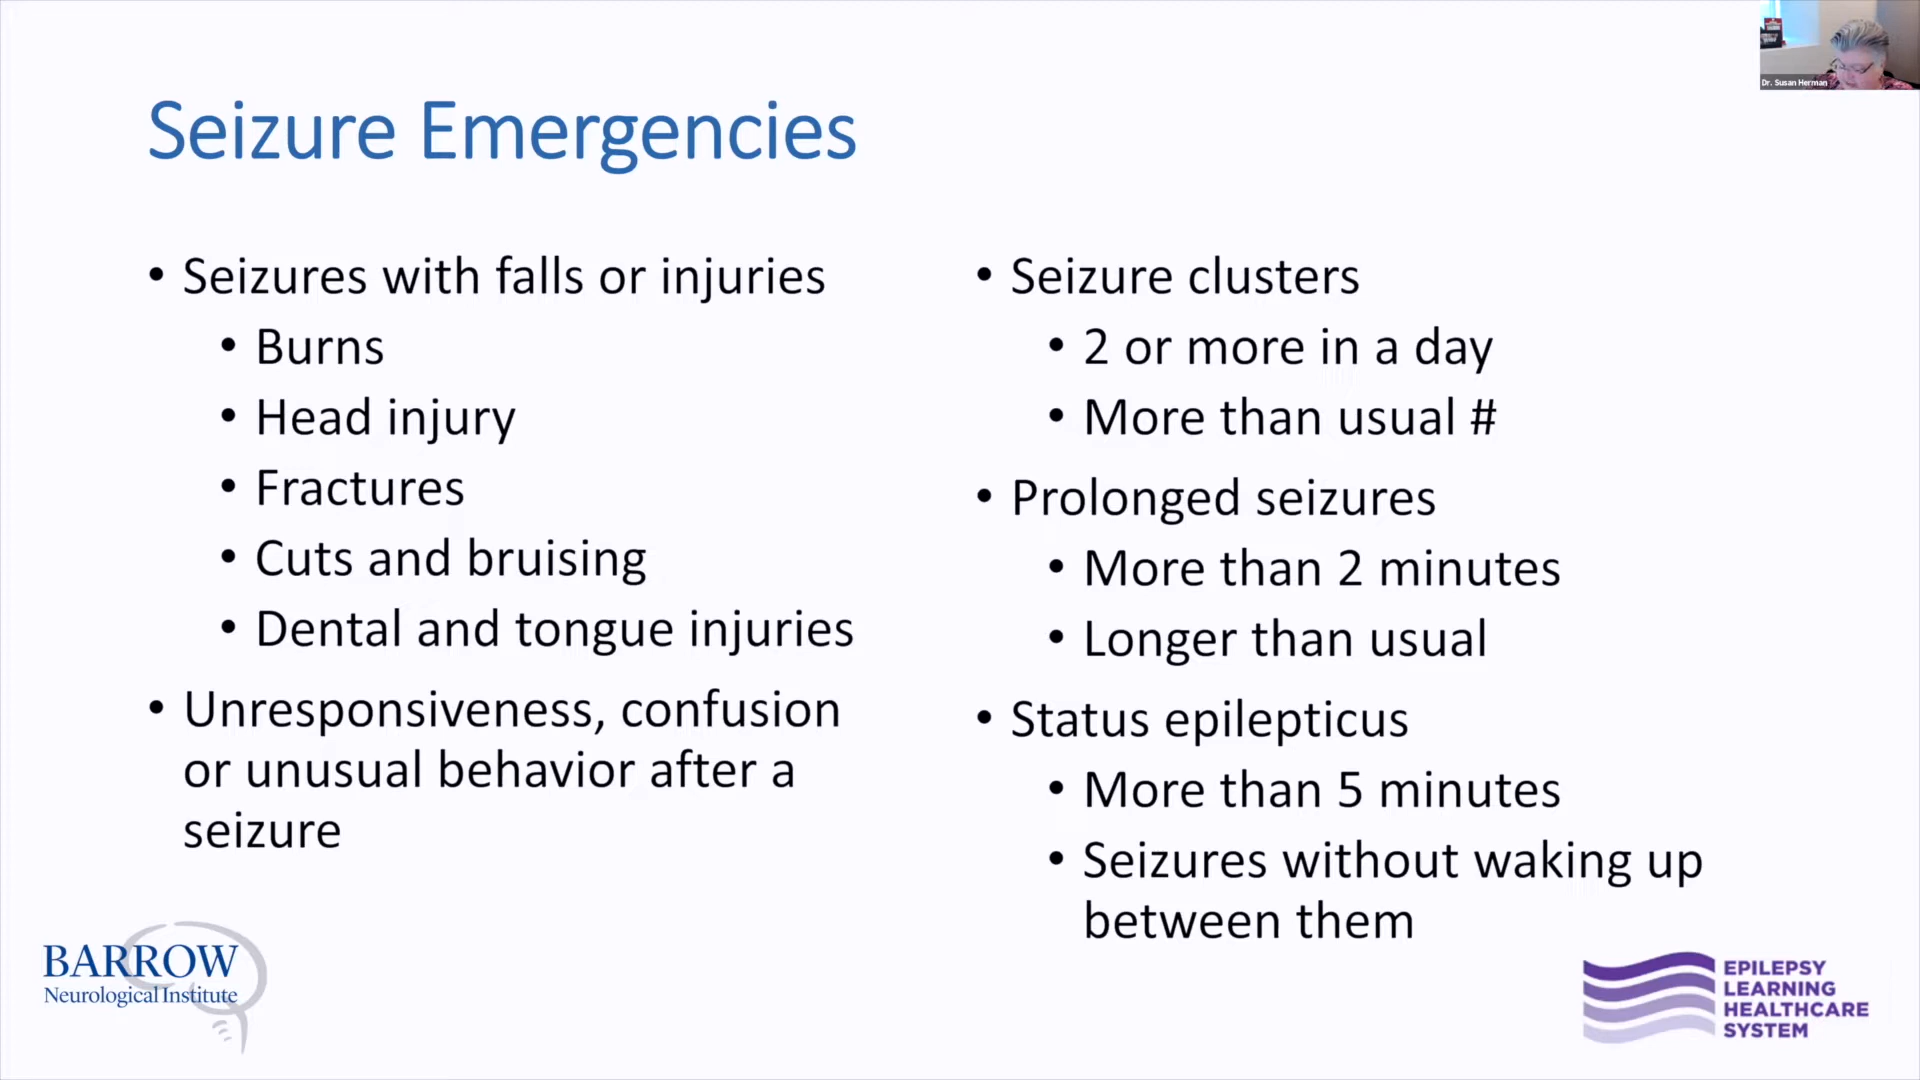 Dr. Susan Herman
Seizure Emergencies
• Seizures with falls or injuries
• Burns
• Head injury
• Fractures
• Cuts and bruising
• Dental and tongue injuries
• Unresponsiveness, confusion
or unusual behavior after a
seizure
• Seizure clusters
• 2 or more in a day
• More than usual #
• Prolonged seizures
• More than 2 minutes
• Longer than usual
• Status epilepticus
• More than 5 minutes
• Seizures without waking up
between them
BARROW
Neurological Institute
EPILEPSY
LEARNING
HEALTHCARE
SYSTEM